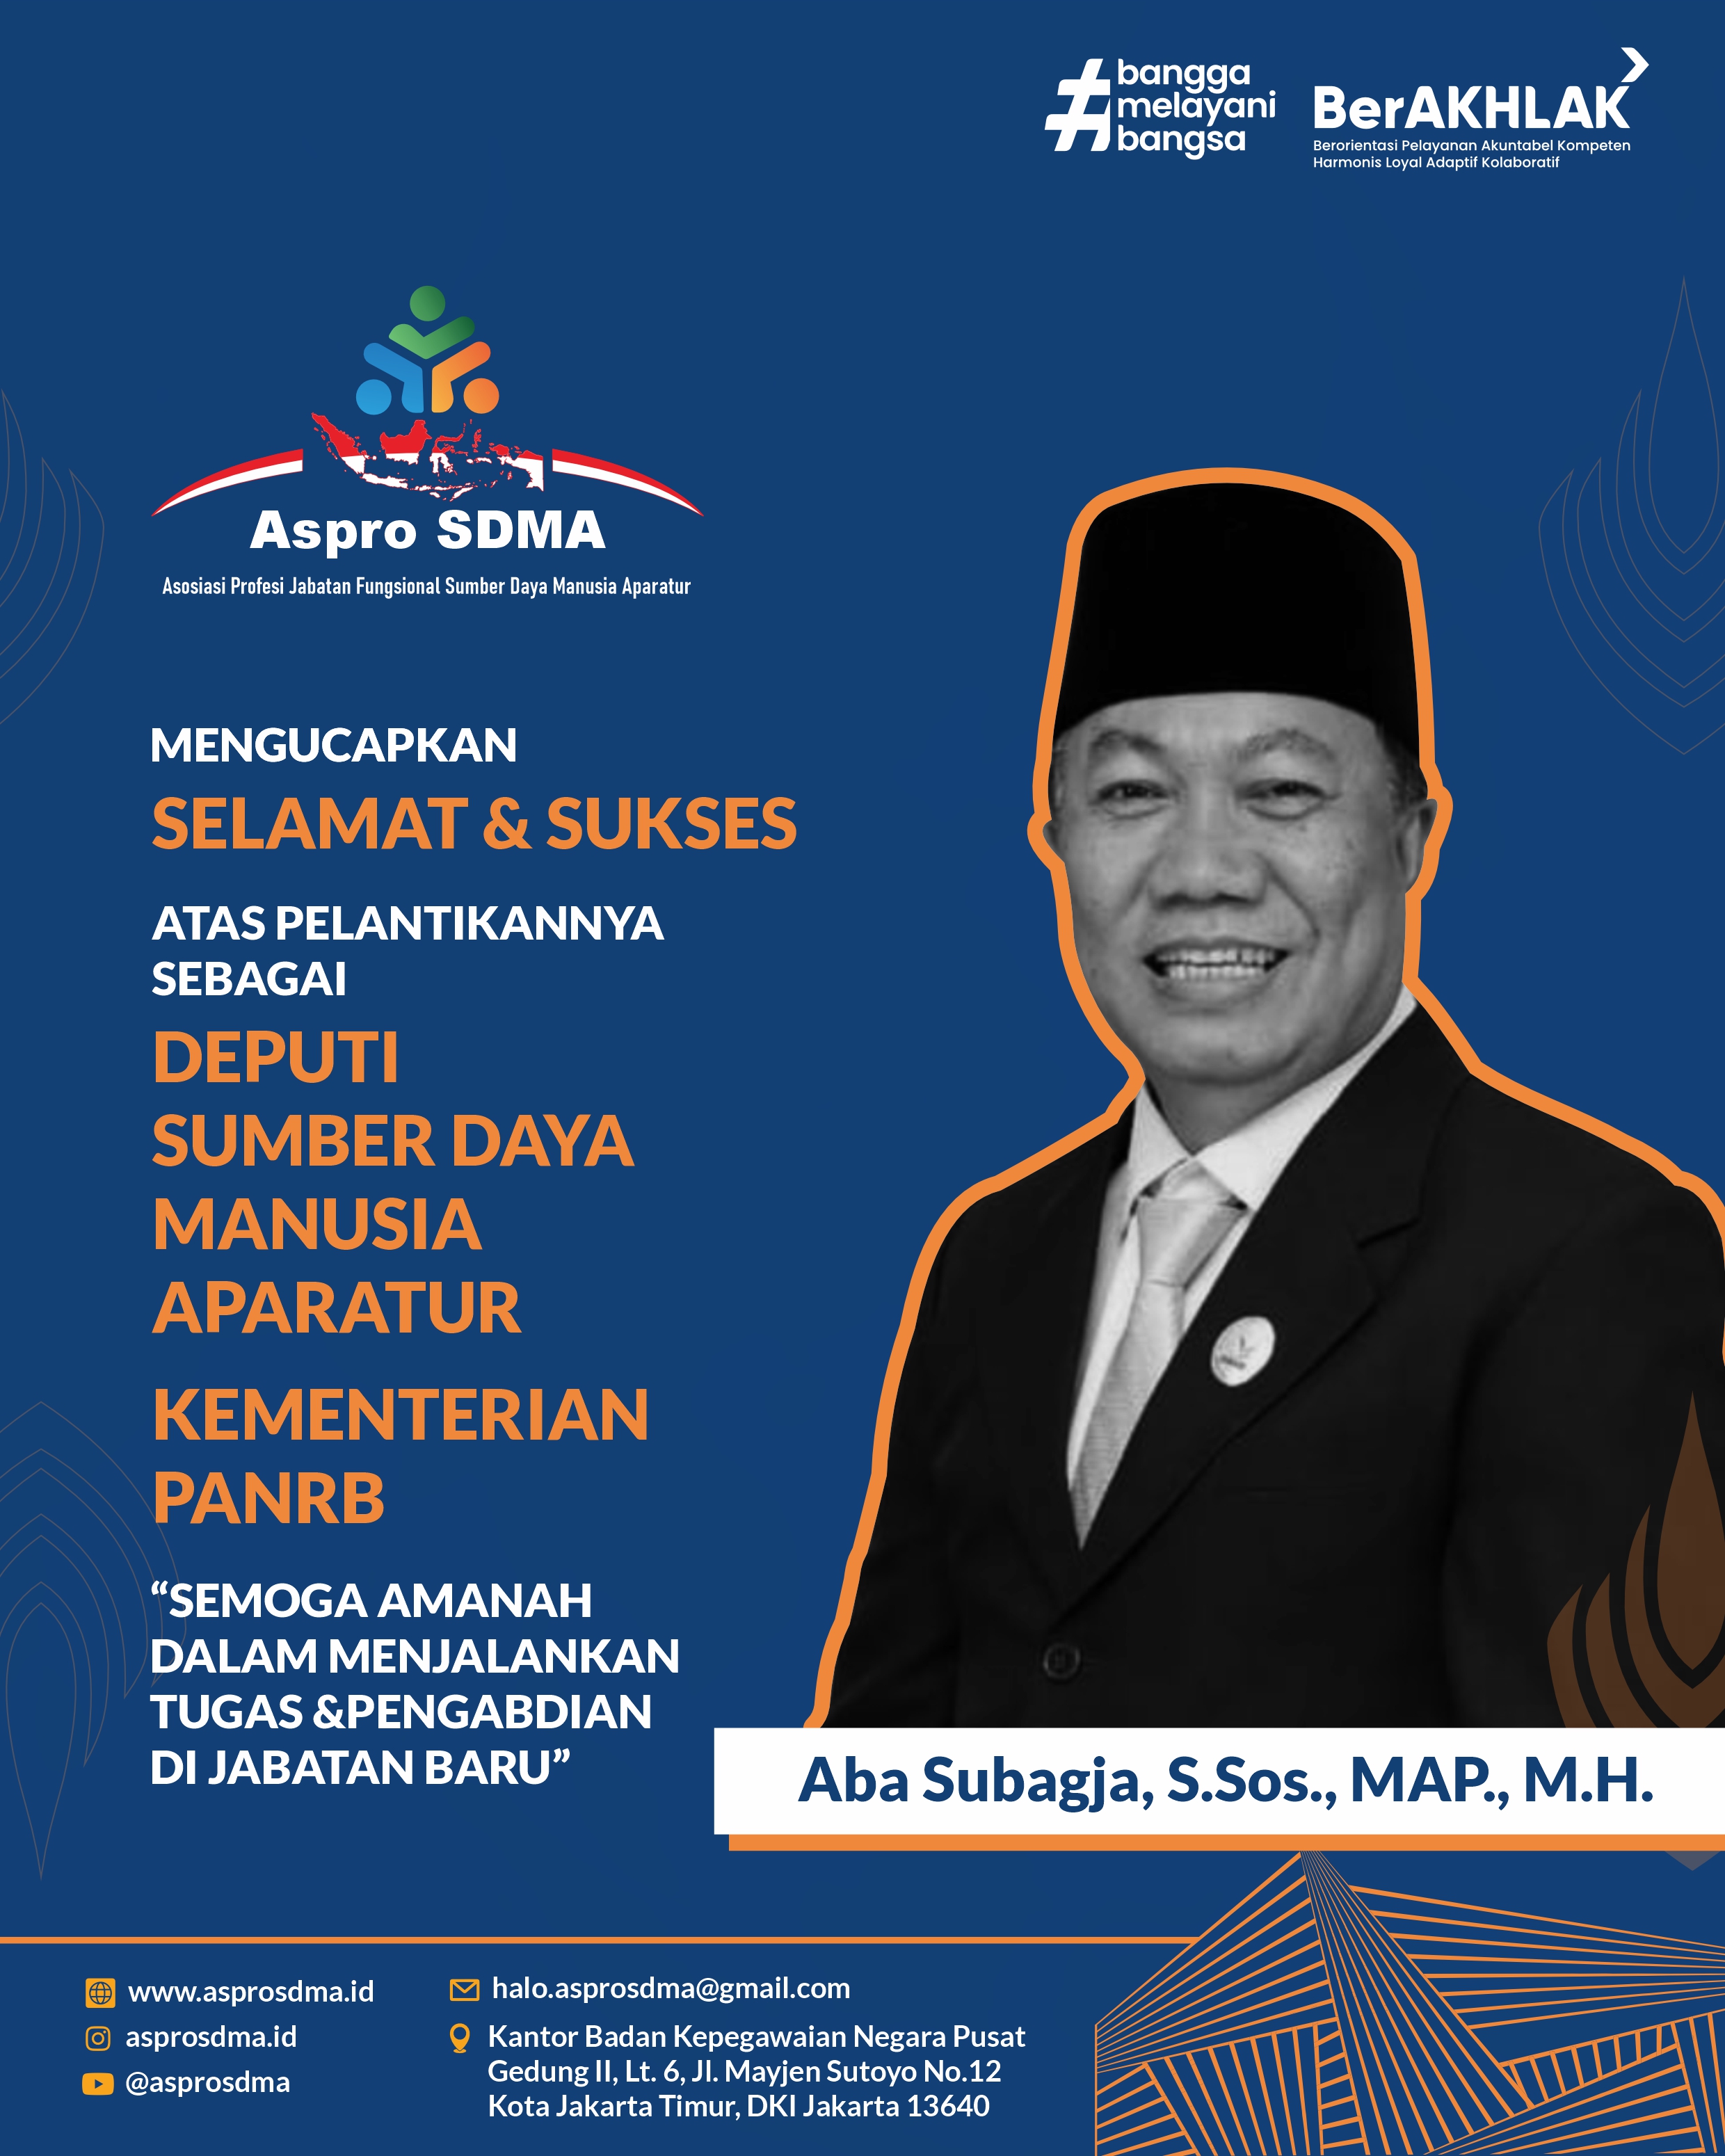 #bangga
melayani
bangsa
BerAKHLAK
Berorientasi Pelayanan Akuntabel Kompeten
Harmonis Loyal Adaptif Kolaboratif
Aspro SDMA
Asosiasi Profesi Jabatan Fungsional Sumber Daya Manusia Aparatur
MENGUCAPKAN
SELAMAT & SUKSES
ATAS PELANTIKANNYA
SEBAGAI
DEPUTI
SUMBER DAYA
MANUSIA
APARATUR
KEMENTERIAN
PANRB
“SEMOGA AMANAH
DALAM MENJALANKAN
TUGAS &PENGABDIAN
DI JABATAN BARU”
Aba Subagja, S.Sos., MAP., M.H.
www.asprosdma.id
asprosdma.id
@asprosdma
halo.asprosdma@gmail.com
Kantor Badan Kepegawaian Negara Pusat
Gedung II, Lt. 6, Jl. Mayjen Sutoyo No.12
Kota Jakarta Timur, DKI Jakarta 13640